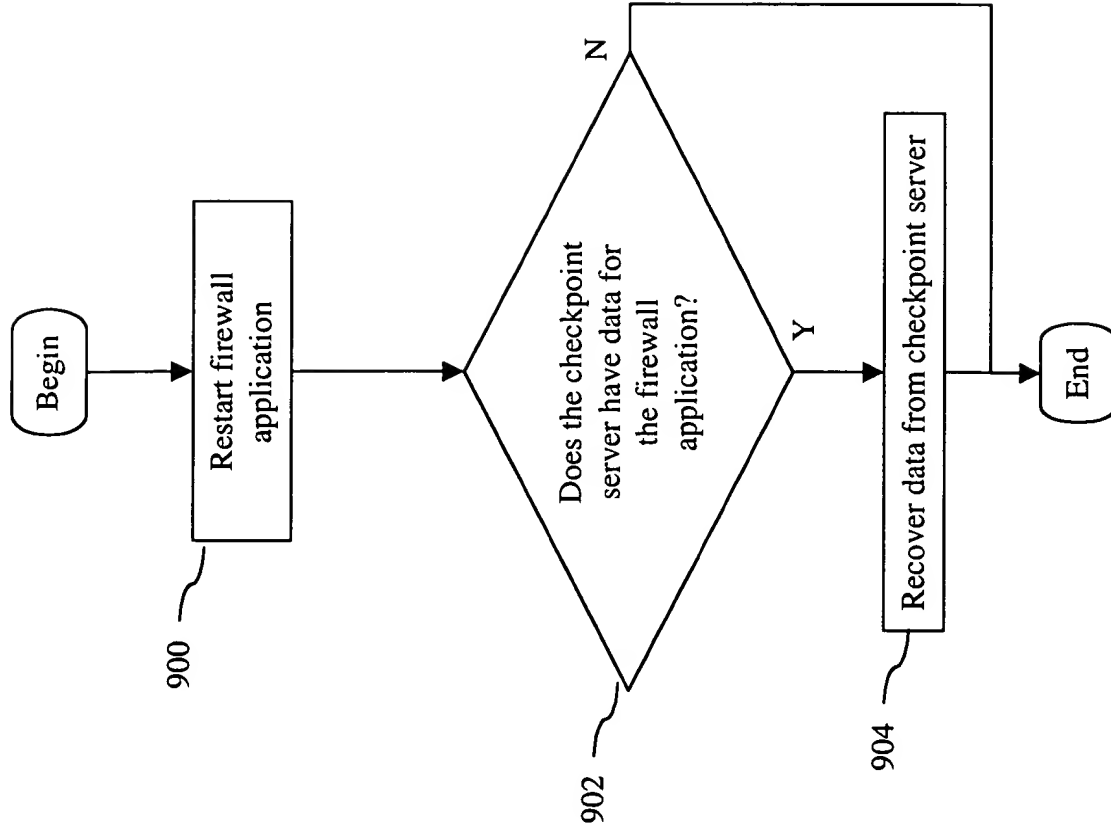 Begin
900
Restart firewall
application
902
Does the checkpoint
server have data for
the firewall
application?
N
Y
904
Recover data from checkpoint server
End